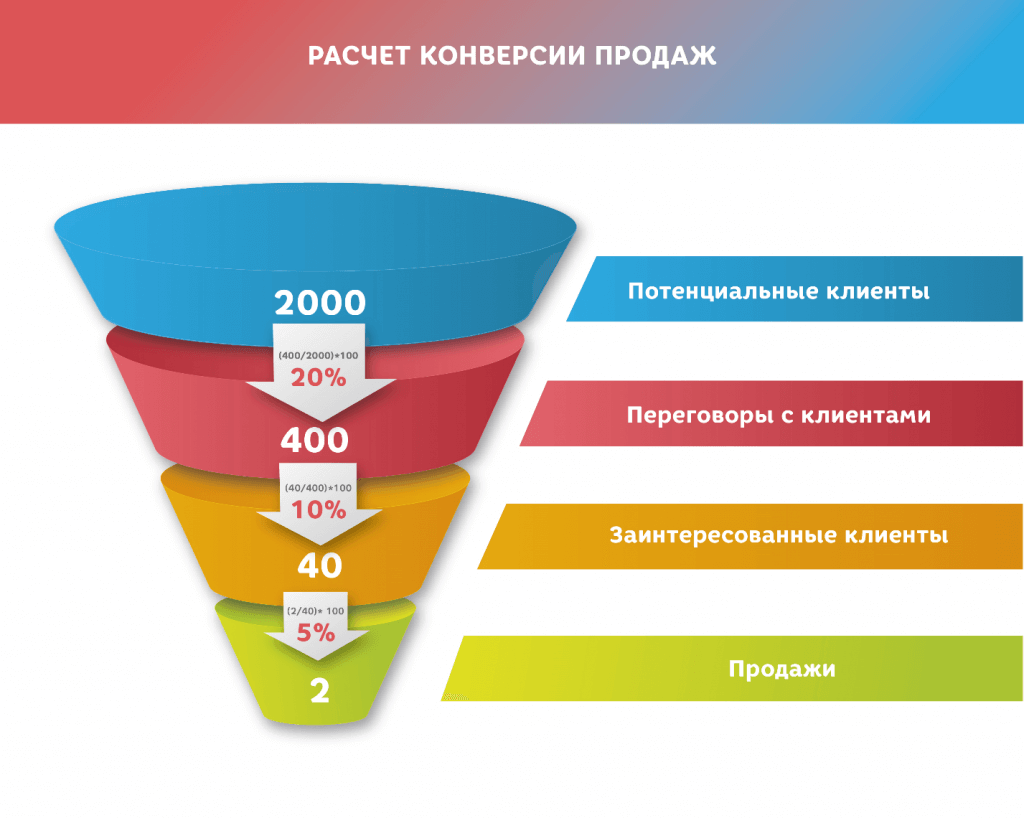 РАСЧЕТ КОНВЕРСИИ ПРОДАЖ
2000
Потенциальные клиенты
(400/2000)*100
20%
Переговоры с клиентами
400
(40/400)*100
10%
Заинтересованные клиенты
40
(2/40)* 100
5%
Продажи
2